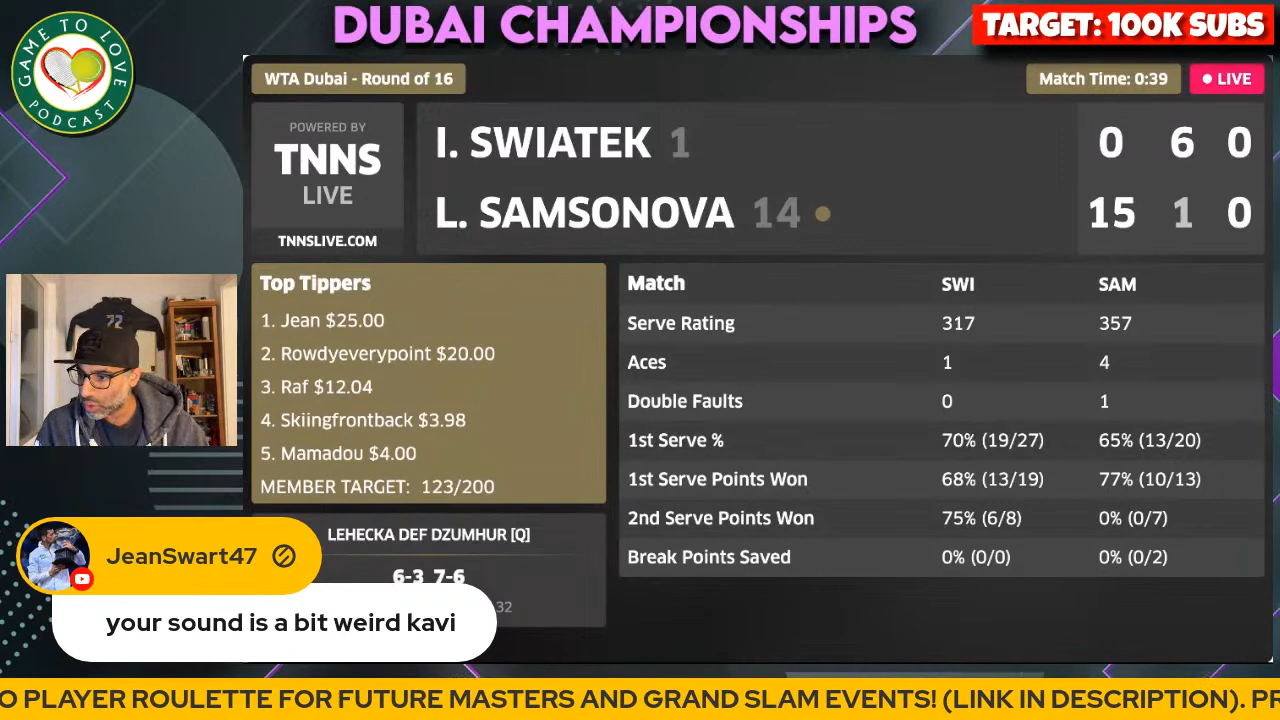 GAME TO LOVE
PODCAST
DUBAI CHAMPIONSHIPS
TARGET: 100K SUBS
WTA Dubai - Round of 16
Match Time: 0:39
LIVE
POWERED BY
TNNS
LIVE
TNNSLIVE.COM
I. SWIATEK 1 0 6 0
L. SAMSONOVA 14 15 1 0
Top Tippers
1. Jean $25.00
2. Rowdyeverypoint $20.00
3. Raf $12.04
4. Skiingfrontback $3.98
5. Mamadou $4.00
MEMBER TARGET: 123/200
LEHECKA DEF DZUMHUR [Q]
6-3 7-6
32
Match SWI SAM
Serve Rating 317 357
Aces 1 4
Double Faults 0 1
1st Serve % 70% (19/27) 65% (13/20)
1st Serve Points Won 68% (13/19) 77% (10/13)
2nd Serve Points Won 75% (6/8) 0% (0/7)
Break Points Saved 0% (0/0) 0% (0/2)
72
JeanSwart47
your sound is a bit weird kavi
O PLAYER ROULETTE FOR FUTURE MASTERS AND GRAND SLAM EVENTS! (LINK IN DESCRIPTION). PR